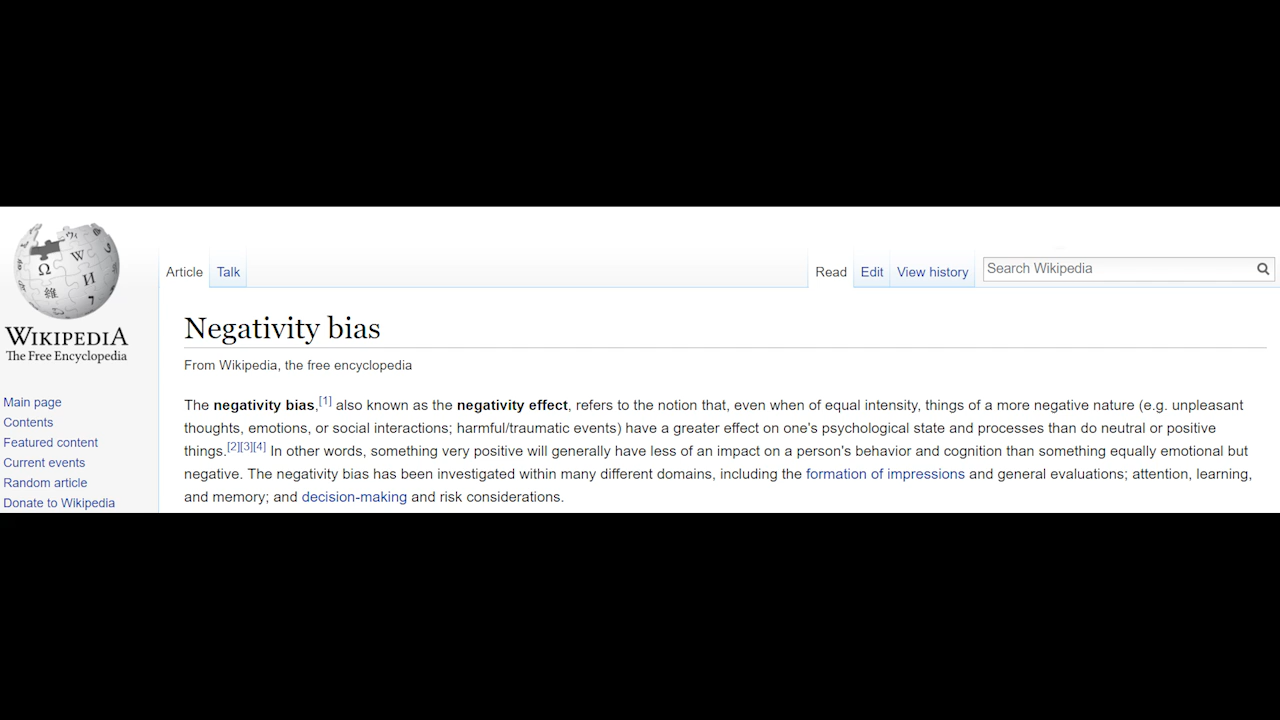 Ω
W
И
維
7
WIKIPEDIA
The Free Encyclopedia
Main page
Contents
Featured content
Current events
Random article
Donate to Wikipedia
Article
Talk
Read
Edit
View history
Search Wikipedia
Negativity bias
From Wikipedia, the free encyclopedia
The negativity bias,[1] also known as the negativity effect, refers to the notion that, even when of equal intensity, things of a more negative nature (e.g. unpleasant
thoughts, emotions, or social interactions; harmful/traumatic events) have a greater effect on one's psychological state and processes than do neutral or positive
things.[2][3][4] In other words, something very positive will generally have less of an impact on a person's behavior and cognition than something equally emotional but
negative. The negativity bias has been investigated within many different domains, including the formation of impressions and general evaluations; attention, learning,
and memory; and decision-making and risk considerations.